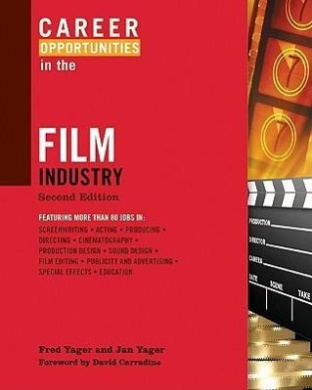 CAREER
OPPORTUNITIES
in the
FILM
INDUSTRY
Second Edition
FEATURING MORE THAN 80 JOBS IN:
SCREENWRITING • ACTING • PRODUCING •
DIRECTING • CINEMATOGRAPHY •
PRODUCTION DESIGN • SOUND DESIGN •
FILM EDITING • PUBLICITY AND ADVERTISING •
SPECIAL EFFECTS • EDUCATION
Fred Yager and Jan Yager
Foreword by David Carradine
PRODUCTION
DIRECTOR
CAMERA
DATE SCENE TAKE